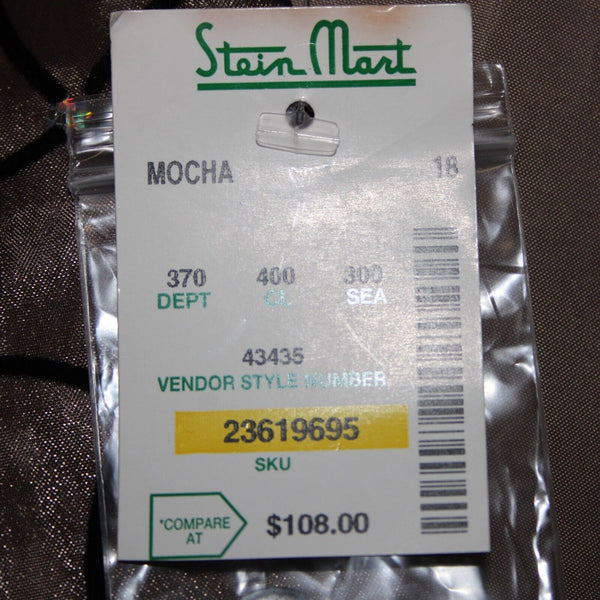 Stein Mart
MOCHA 18
370 400 300
DEPT CL SEA
43435
VENDOR STYLE NUMBER
23619695
SKU
*COMPARE AT $108.00